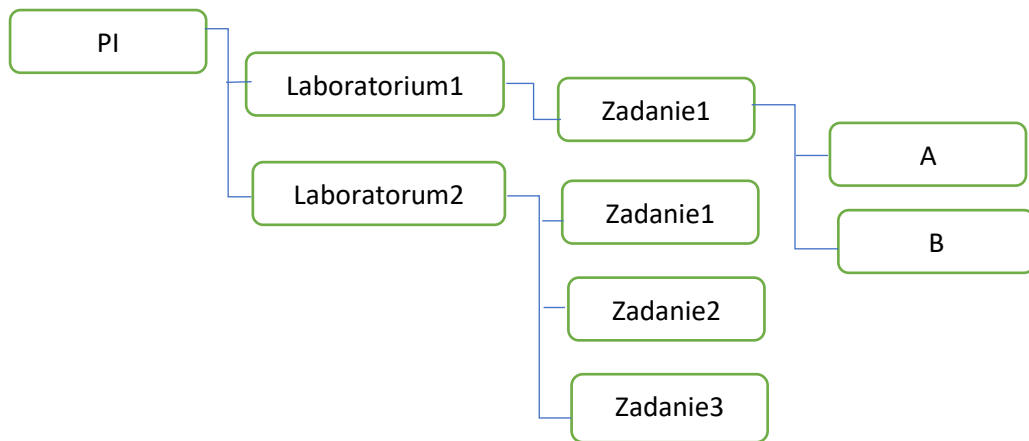 PI
Laboratorium1
Zadanie1
A
B
Laboratorum2
Zadanie1
Zadanie2
Zadanie3